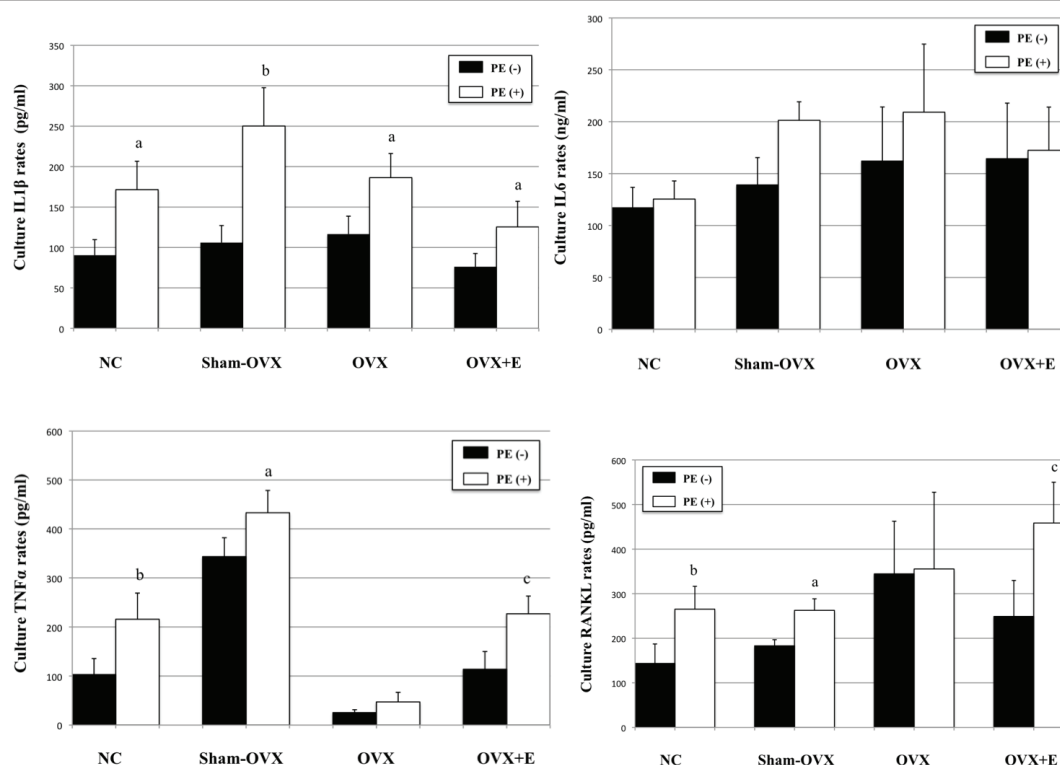 Culture IL1β rates (pg/ml)
350
300
250
200
150
100
50
0
PE (-)
PE (+)
a
b
a
a
NC Sham-OVX OVX OVX+E
Culture IL6 rates (ng/ml)
300
250
200
150
100
50
0
PE (-)
PE (+)
NC Sham-OVX OVX OVX+E
Culture TNFα rates (pg/ml)
600
500
400
300
200
100
0
PE (-)
PE (+)
b
a
c
NC Sham-OVX OVX OVX+E
Culture RANKL rates (pg/ml)
600
500
400
300
200
100
0
PE (-)
PE (+)
b
a
c
NC Sham-OVX OVX OVX+E